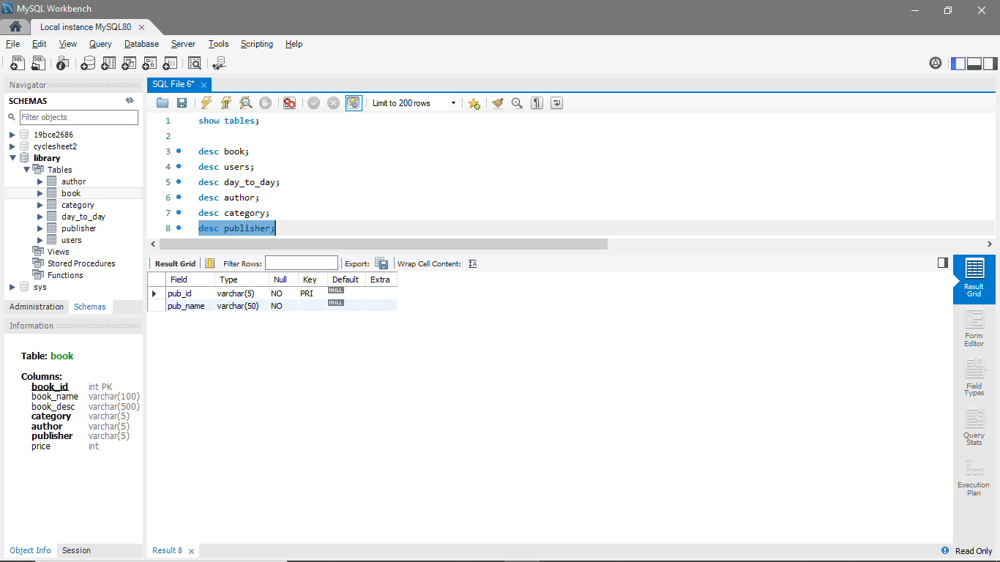 MySQL Workbench
Local instance MySQL80
File Edit View Query Database Server Tools Scripting Help
Navigator
SCHEMAS
Filter objects
19bce2686
cyclesheet2
library
Tables
author
book
category
day_to_day
publisher
users
Views
Stored Procedures
Functions
sys
Administration Schemas
Information
Table: book
Columns:
book_id int PK
book_name varchar(100)
book_desc varchar(500)
category varchar(5)
author varchar(5)
publisher varchar(5)
price int
Object Info Session
SQL File 6*
Limit to 200 rows
1 show tables;
2
3 desc book;
4 desc users;
5 desc day_to_day;
6 desc author;
7 desc category;
8 desc publisher;
Result Grid Filter Rows: Export: Wrap Cell Content:
Field Type Null Key Default Extra
pub_id varchar(5) NO PRI NULL
pub_name varchar(50) NO NULL
Result
Grid
Form
Editor
Field
Types
Query
Stats
Execution
Plan
Result 8
Read Only